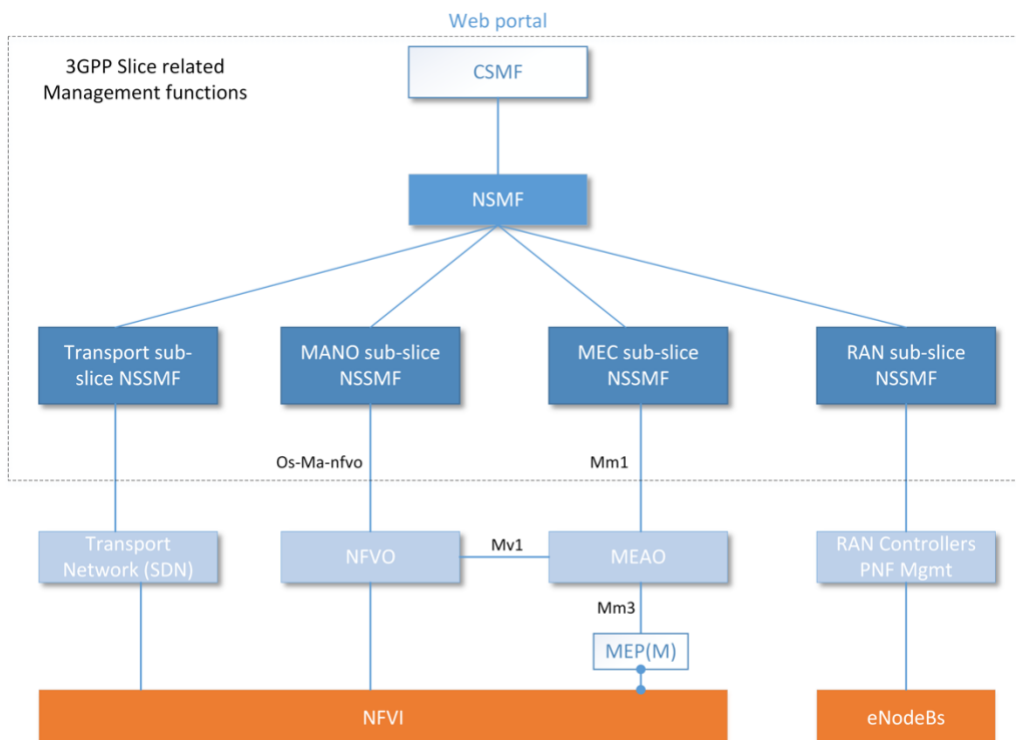 Web portal
3GPP Slice related
Management functions
CSMF
NSMF
Transport sub-
slice NSSMF
MANO sub-slice
NSSMF
MEC sub-slice
NSSMF
RAN sub-slice
NSSMF
Os-Ma-nfvo
Mm1
Transport
Network (SDN)
NFVO
Mv1
MEAO
RAN Controllers
PNF Mgmt
Mm3
MEP(M)
NFVI
eNodeBs